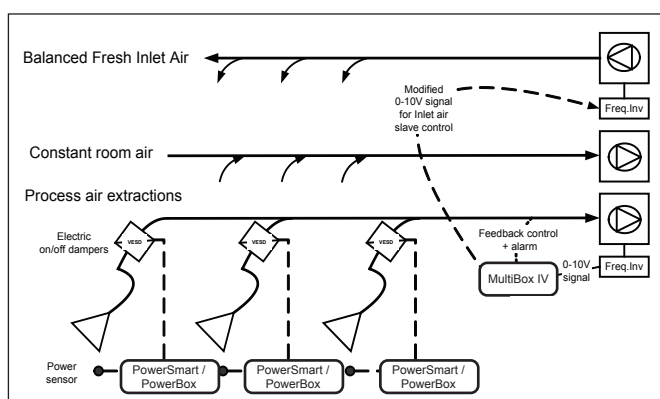 Balanced Fresh Inlet Air
Modified
0-10V signal
for Inlet air
slave control
Freq.Inv
Constant room air
Process air extractions
Electric
on/off dampers
VESD
VESD
VESD
Feedback control
+ alarm
MultiBox IV
0-10V
signal
Freq.Inv
Power
sensor
PowerSmart /
PowerBox
PowerSmart /
PowerBox
PowerSmart /
PowerBox